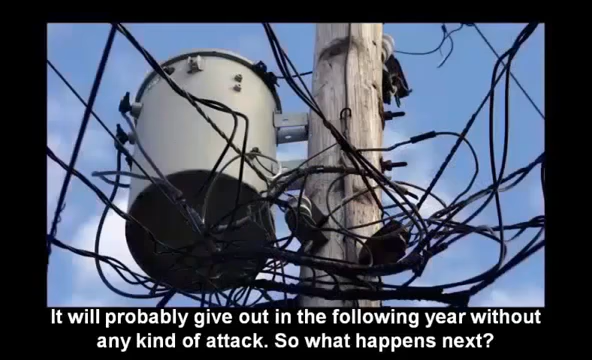 It will probably give out in the following year without
any kind of attack. So what happens next?